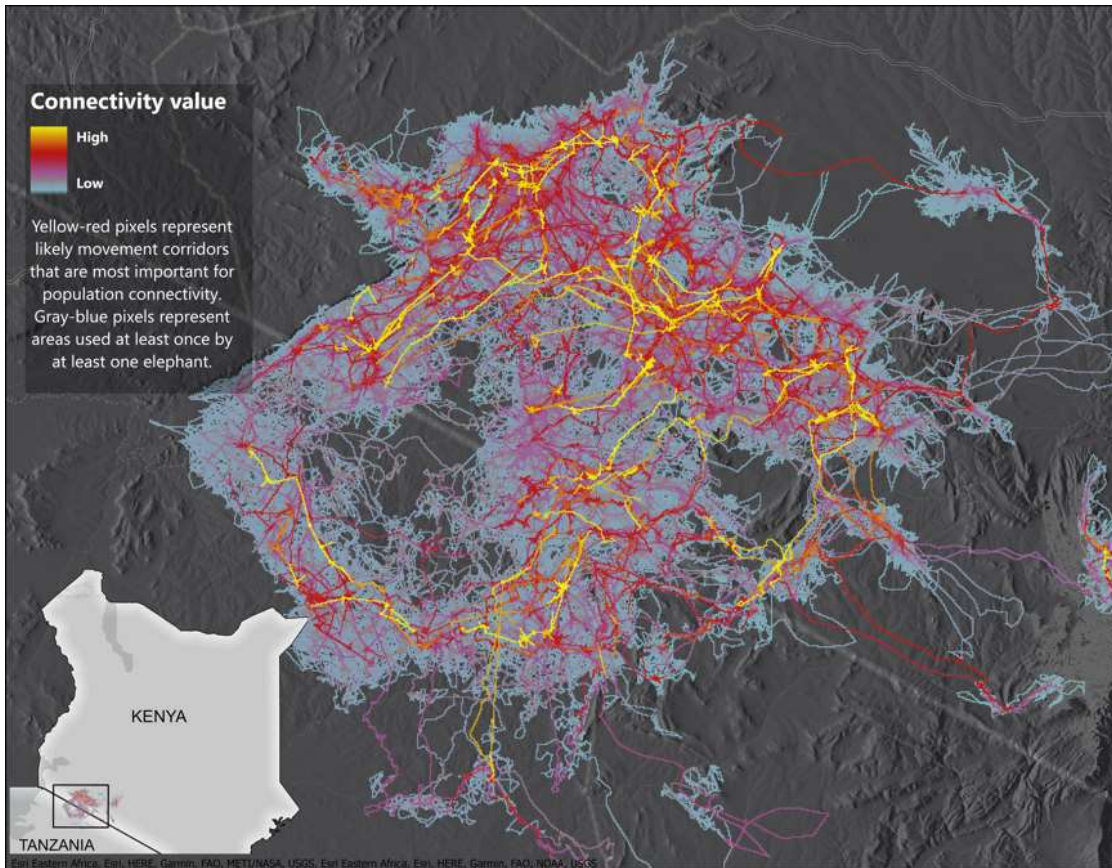 Connectivity value
High
Low
Yellow-red pixels represent
likely movement corridors
that are most important for
population connectivity.
Gray-blue pixels represent
areas used at least once by
at least one elephant.
KENYA
TANZANIA
Esri Eastern Africa, Esri, HERE, Garmin, FAO, METI/NASA, USGS, Esri Eastern Africa, Esri, HERE, Garmin, FAO, NOAA, USGS